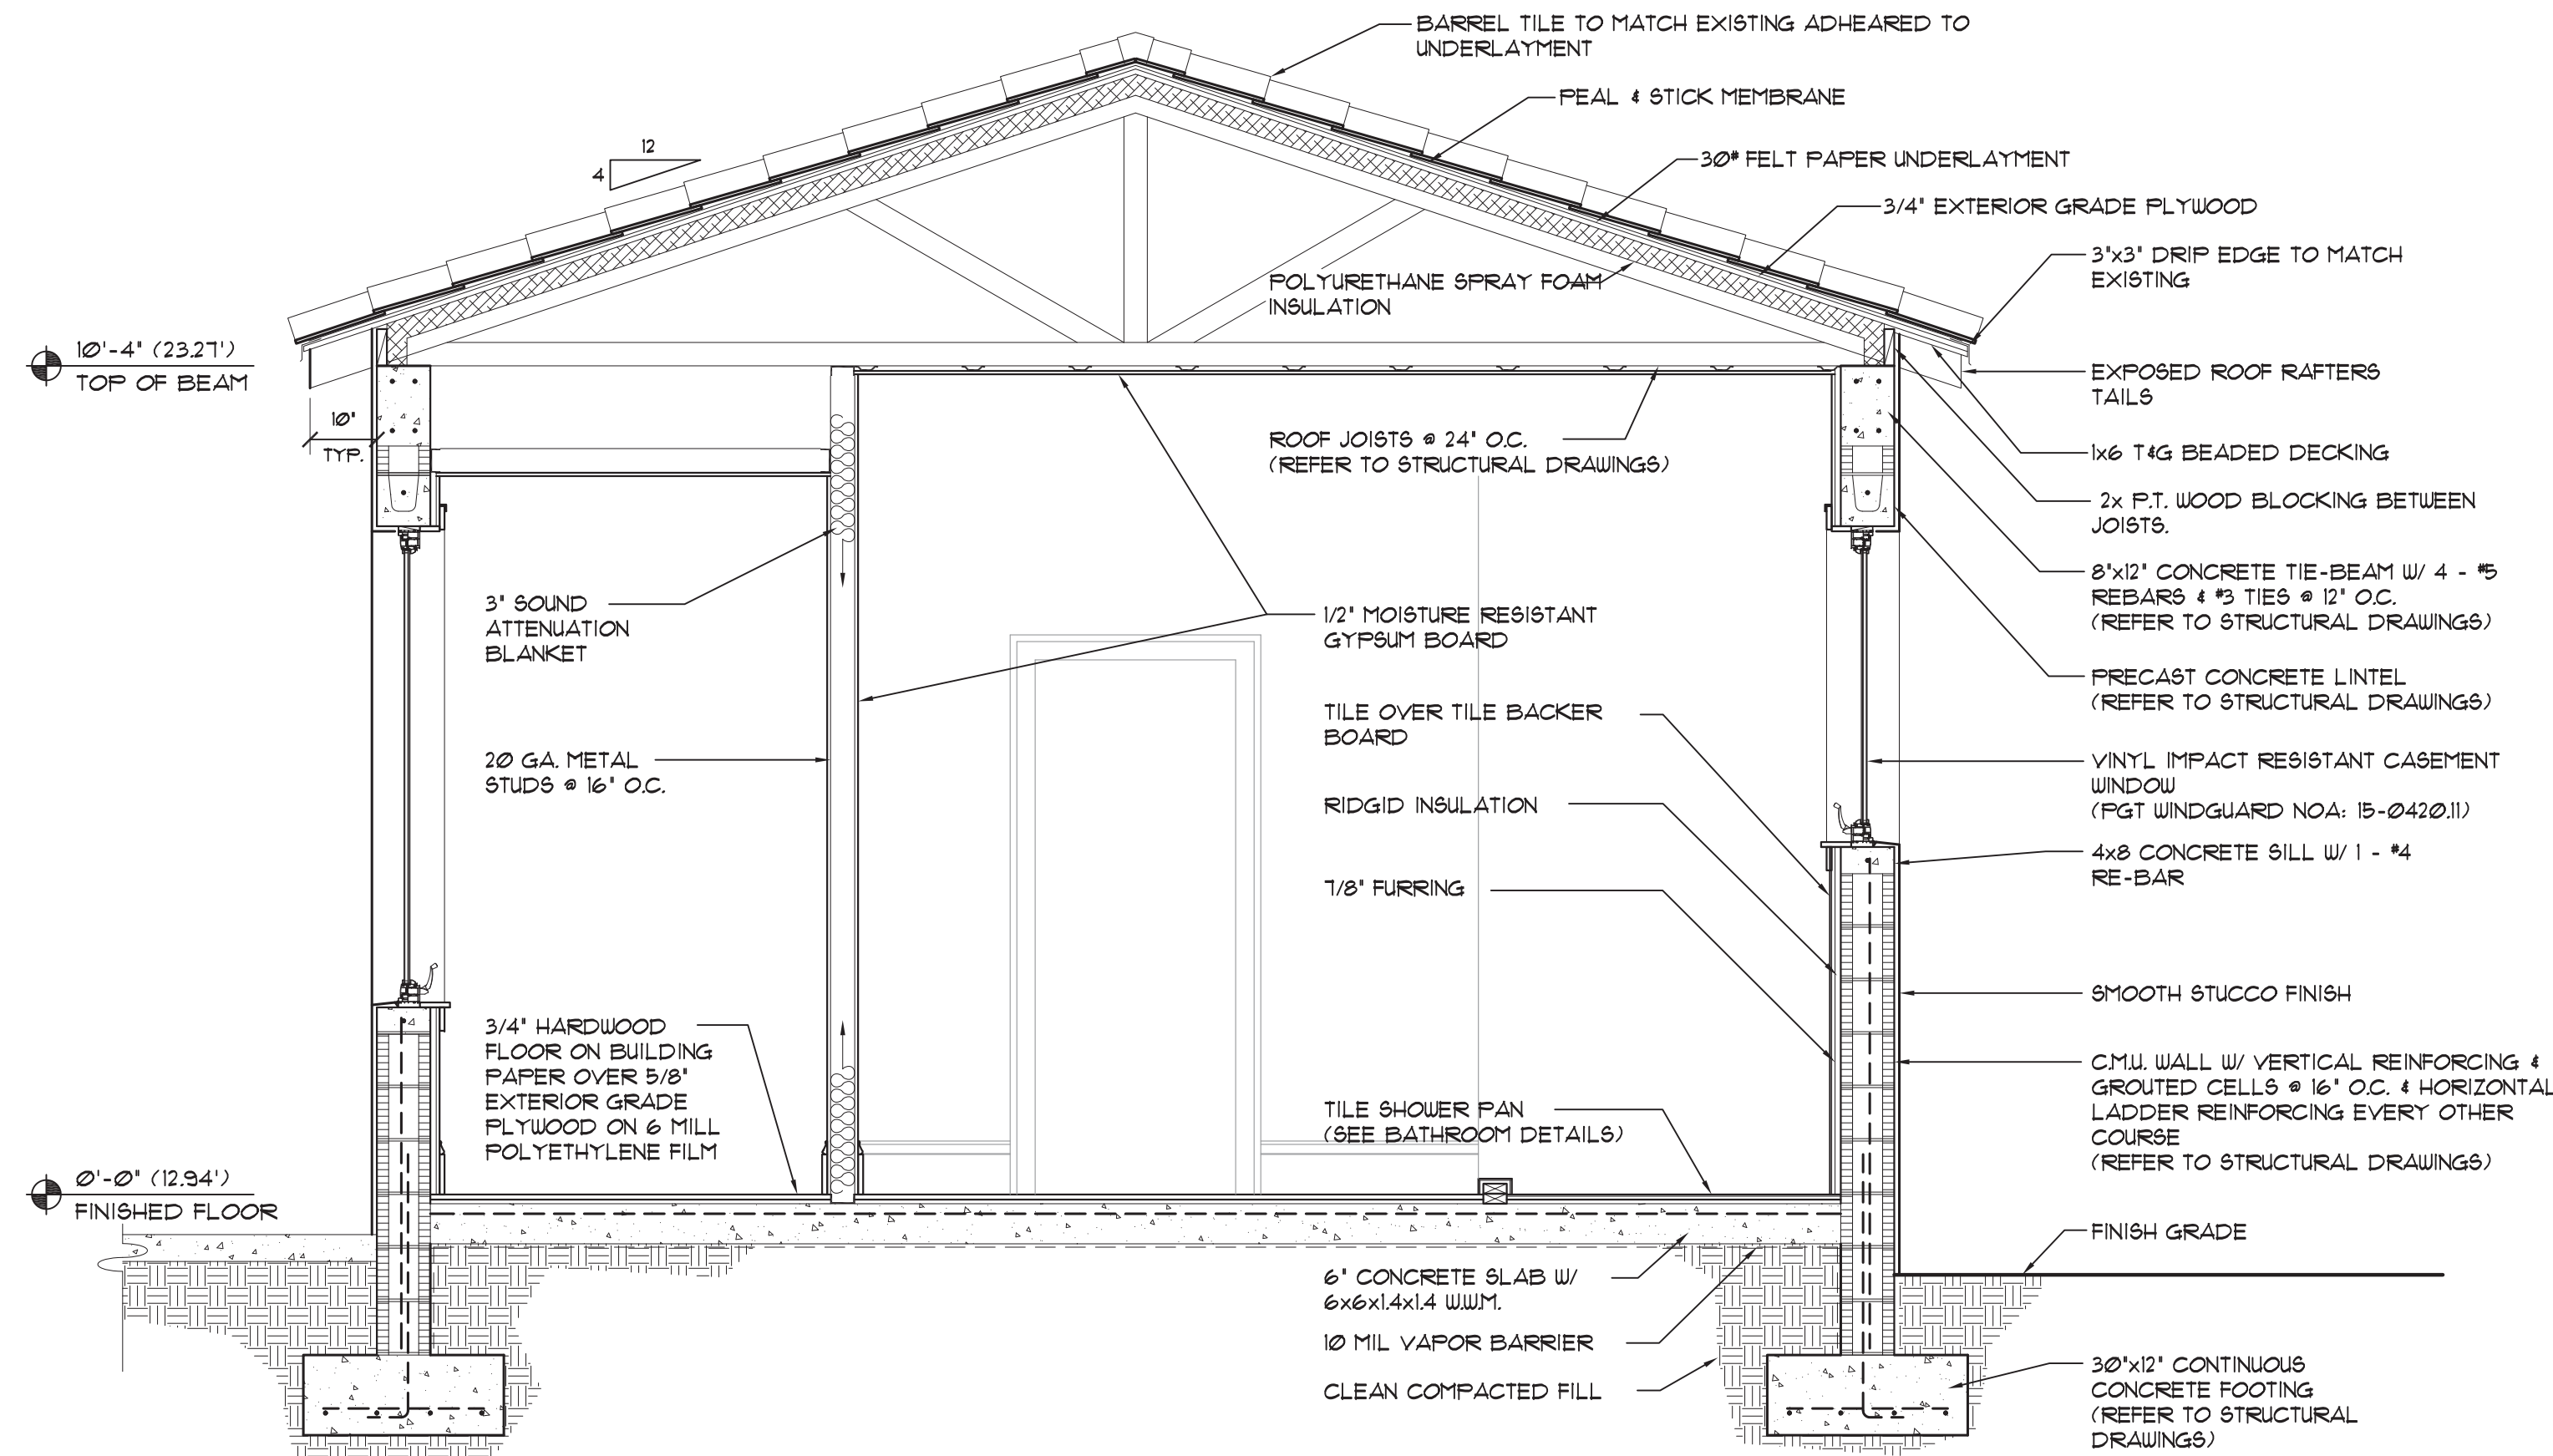 BARREL TILE TO MATCH EXISTING ADHEARED TO
UNDERLAYMENT
PEAL & STICK MEMBRANE
30# FELT PAPER UNDERLAYMENT
3/4" EXTERIOR GRADE PLYWOOD
3"x3" DRIP EDGE TO MATCH
EXISTING
12
4
POLYURETHANE SPRAY FOAM
INSULATION
10'-4" (23.27')
TOP OF BEAM
10"
TYP.
EXPOSED ROOF RAFTERS
TAILS
ROOF JOISTS @ 24" O.C.
(REFER TO STRUCTURAL DRAWINGS)
1x6 T&G BEADED DECKING
2x P.T. WOOD BLOCKING BETWEEN
JOISTS.
8"x12" CONCRETE TIE-BEAM W/ 4 - #5
REBARS & #3 TIES @ 12" O.C.
(REFER TO STRUCTURAL DRAWINGS)
3" SOUND
ATTENUATION
BLANKET
1/2" MOISTURE RESISTANT
GYPSUM BOARD
PRECAST CONCRETE LINTEL
(REFER TO STRUCTURAL DRAWINGS)
TILE OVER TILE BACKER
BOARD
20 GA. METAL
STUDS @ 16" O.C.
VINYL IMPACT RESISTANT CASEMENT
WINDOW
(PGT WINDGUARD NOA: 15-0420.11)
RIDGID INSULATION
4x8 CONCRETE SILL W/ 1 - #4
RE-BAR
7/8" FURRING
SMOOTH STUCCO FINISH
3/4" HARDWOOD
FLOOR ON BUILDING
PAPER OVER 5/8"
EXTERIOR GRADE
PLYWOOD ON 6 MILL
POLYETHYLENE FILM
C.M.U. WALL W/ VERTICAL REINFORCING &
GROUTED CELLS @ 16" O.C. & HORIZONTAL
LADDER REINFORCING EVERY OTHER
COURSE
(REFER TO STRUCTURAL DRAWINGS)
TILE SHOWER PAN
(SEE BATHROOM DETAILS)
0'-0" (12.94')
FINISHED FLOOR
FINISH GRADE
6" CONCRETE SLAB W/
6x6x1.4x1.4 W.W.M.
10 MIL VAPOR BARRIER
CLEAN COMPACTED FILL
30"x12" CONTINUOUS
CONCRETE FOOTING
(REFER TO STRUCTURAL
DRAWINGS)